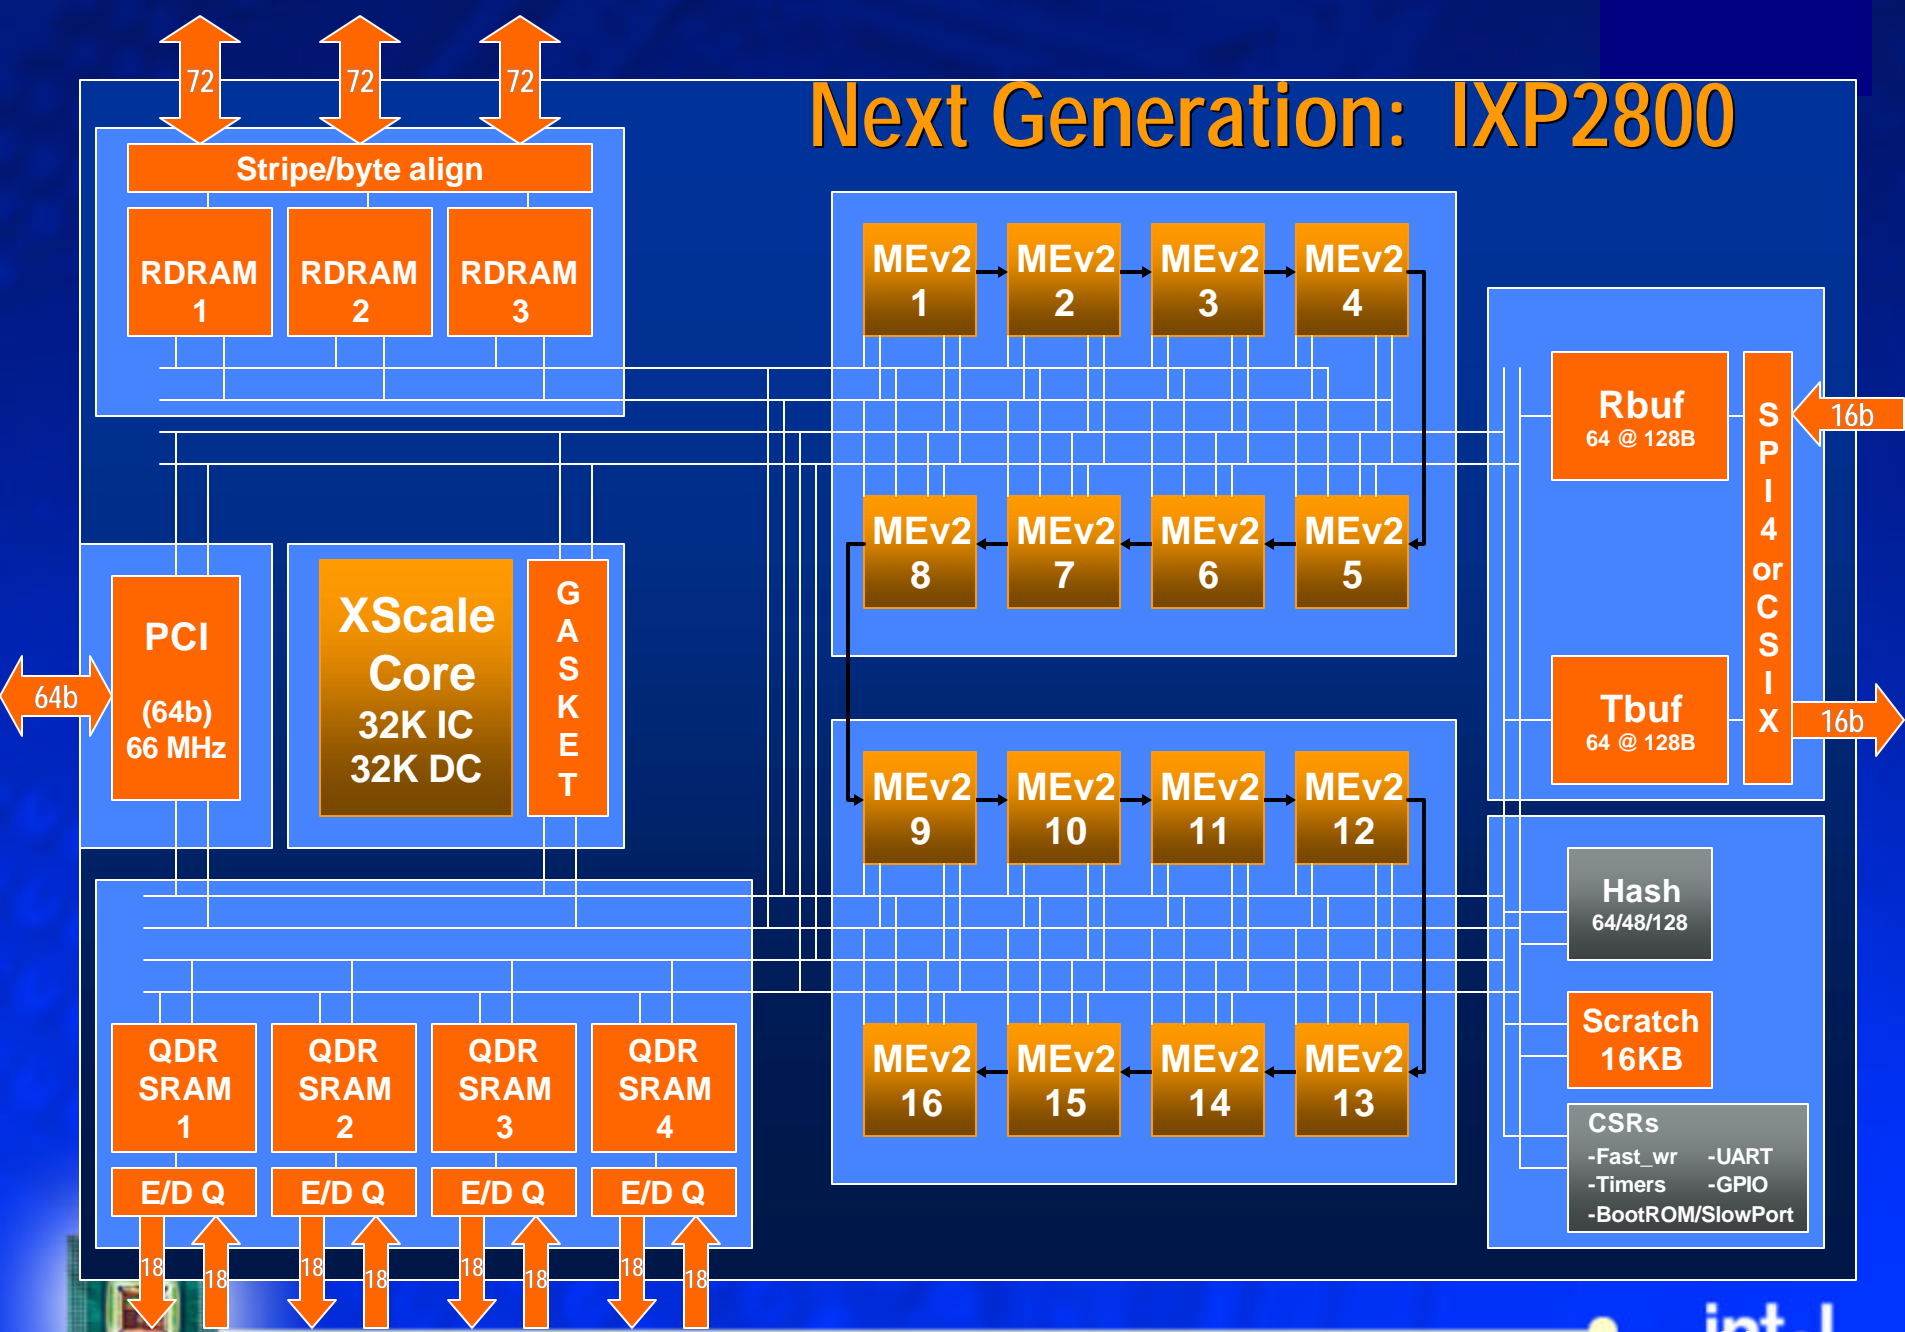 Next Generation: IXP2800
72
72
72
Stripe/byte align
RDRAM
1
RDRAM
2
RDRAM
3
MEv2
1
MEv2
2
MEv2
3
MEv2
4
MEv2
8
MEv2
7
MEv2
6
MEv2
5
Rbuf
64 @ 128B
Tbuf
64 @ 128B
S
P
I
4
or
C
S
I
X
16b
16b
64b
PCI
(64b)
66 MHz
XScale
Core
32K IC
32K DC
G
A
S
K
E
T
MEv2
9
MEv2
10
MEv2
11
MEv2
12
MEv2
16
MEv2
15
MEv2
14
MEv2
13
Hash
64/48/128
Scratch
16KB
CSRs
-Fast_wr -UART
-Timers -GPIO
-BootROM/SlowPort
QDR
SRAM
1
QDR
SRAM
2
QDR
SRAM
3
QDR
SRAM
4
E/D Q
E/D Q
E/D Q
E/D Q
18
18
18
18
18
18
18
18